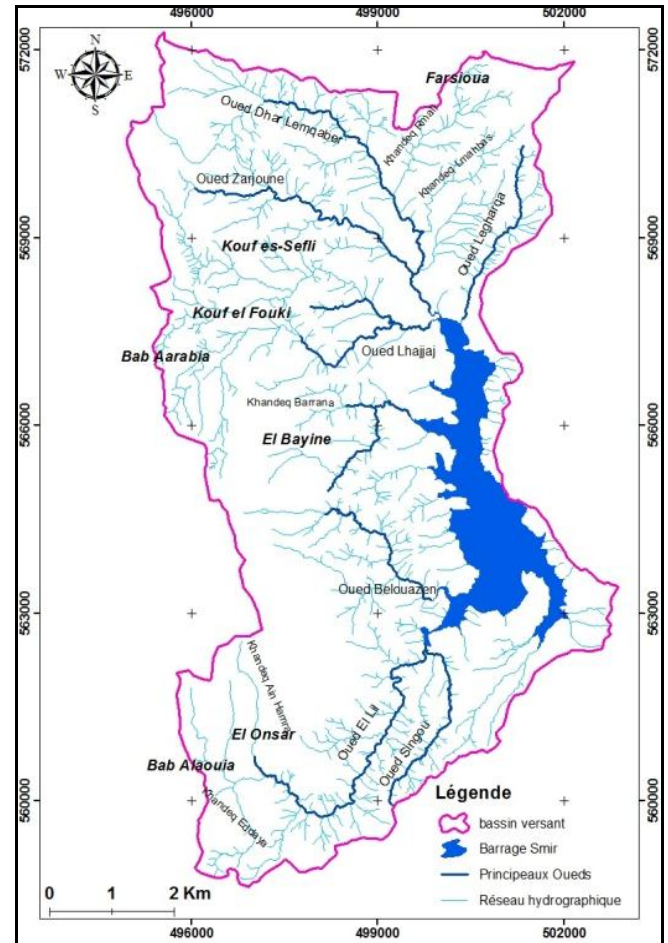 496000 499000 502000
572000
572000
N
W E
S
Farsioua
Oued Dhar Lemqaber
Khandeq Rmah
Khandeq Lmahbas
Oued Zarjoune
569000
569000
Kouf es-Sefli
Oued Legharqa
Kouf el Fouki
Bab Aarabia
Oued Lhajjaj
Khandeq Barrana
566000
566000
El Bayine
Oued Belouazen
563000
563000
Khandeq Ain Hamra
El Onsar
Oued El Lil
Oued Singou
Bab Alaouia
Khandeq Eddaya
560000
560000
Légende
bassin versant
Barrage Smir
Principeaux Oueds
Réseau hydrographique
0 1 2 Km
496000 499000 502000